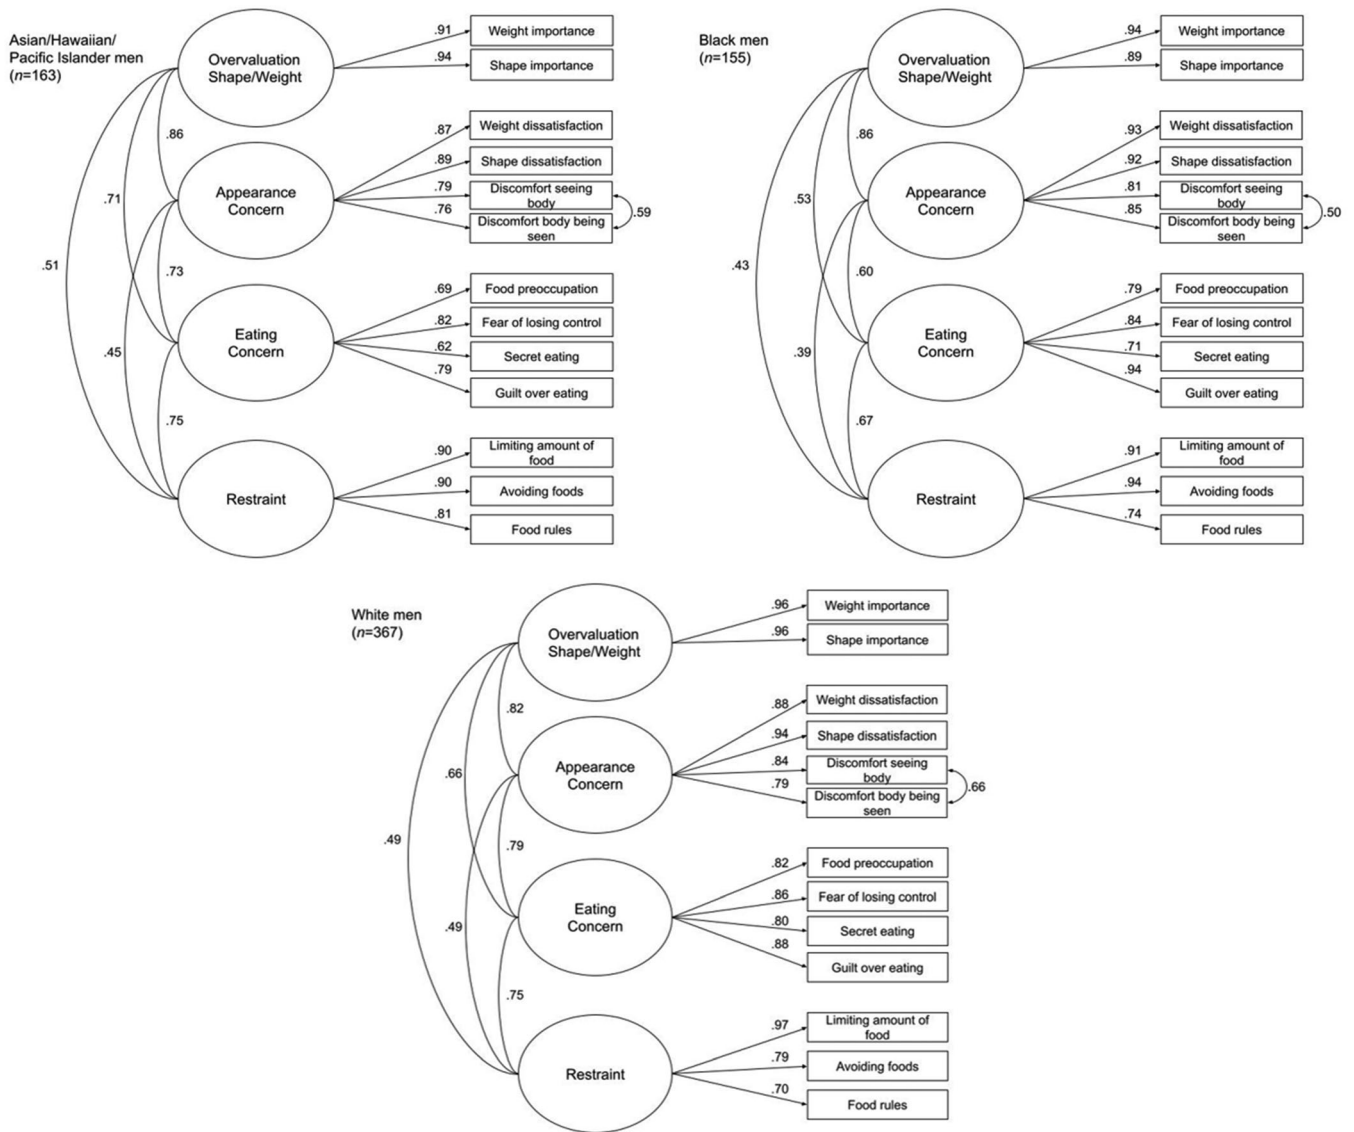 Asian/Hawaiian/
Pacific Islander men
(n=163)
Overvaluation
Shape/Weight
.91
Weight importance
.94
Shape importance
.86
Appearance
Concern
.87
Weight dissatisfaction
.89
Shape dissatisfaction
.79
Discomfort seeing
body
.76
Discomfort body being
seen
.59
.71
.51
.73
.45
Eating
Concern
.69
Food preoccupation
.82
Fear of losing control
.62
Secret eating
.79
Guilt over eating
.75
Restraint
.90
Limiting amount of
food
.90
Avoiding foods
.81
Food rules
Black men
(n=155)
Overvaluation
Shape/Weight
.94
Weight importance
.89
Shape importance
.86
Appearance
Concern
.93
Weight dissatisfaction
.92
Shape dissatisfaction
.81
Discomfort seeing
body
.85
Discomfort body being
seen
.50
.53
.43
.60
.39
Eating
Concern
.79
Food preoccupation
.84
Fear of losing control
.71
Secret eating
.94
Guilt over eating
.67
Restraint
.91
Limiting amount of
food
.94
Avoiding foods
.74
Food rules
White men
(n=367)
Overvaluation
Shape/Weight
.96
Weight importance
.96
Shape importance
.82
Appearance
Concern
.88
Weight dissatisfaction
.94
Shape dissatisfaction
.84
Discomfort seeing
body
.79
Discomfort body being
seen
.66
.66
.49
.79
.49
Eating
Concern
.82
Food preoccupation
.86
Fear of losing control
.80
Secret eating
.88
Guilt over eating
.75
Restraint
.97
Limiting amount of
food
.79
Avoiding foods
.70
Food rules